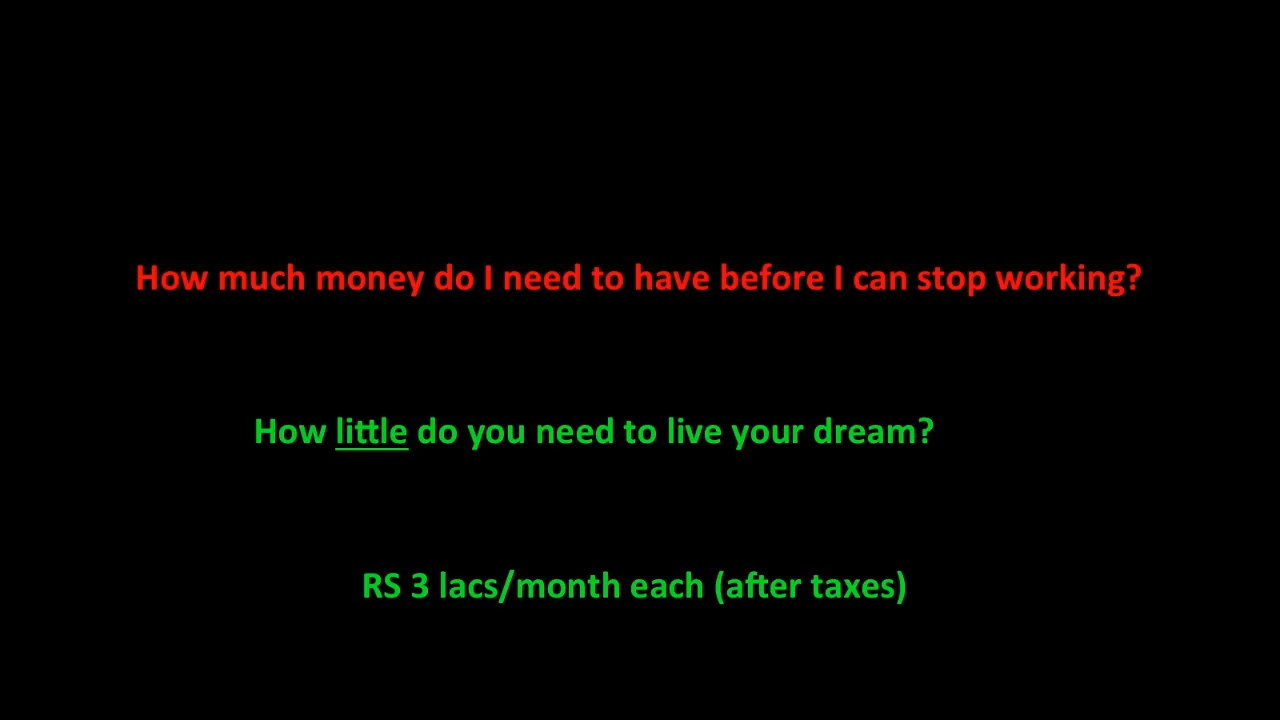 How much money do I need to have before I can stop working?
How little do you need to live your dream?
RS 3 lacs/month each (after taxes)